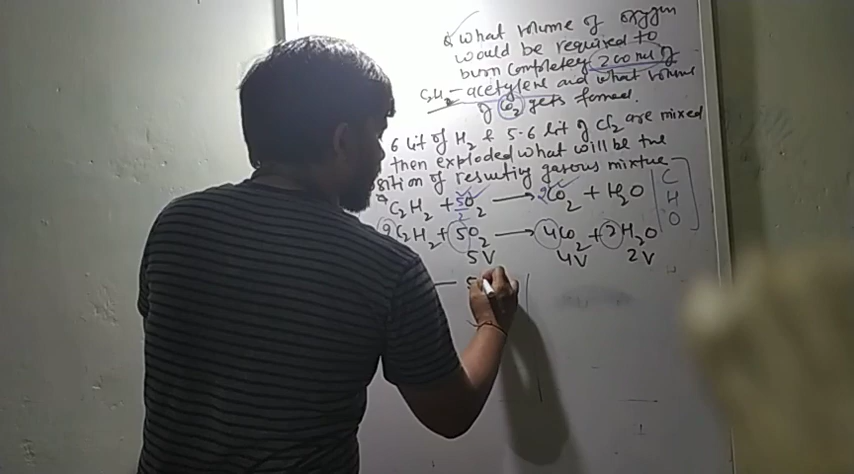 Q What volume of oxygen
would be required to
burn completely 200 ml of
C2H2 - acetylene and what volume
of CO2 gets formed.
6 lit of H2 & 5.6 lit of Cl2 are mixed
then exploded what will be the
sition of resulting gaseous mixture
C2H2 + 5/2 O2 → 2CO2 + H2O
C
H
O
2C2H2 + 5O2 → 4CO2 + 2H2O
5V 4V 2V